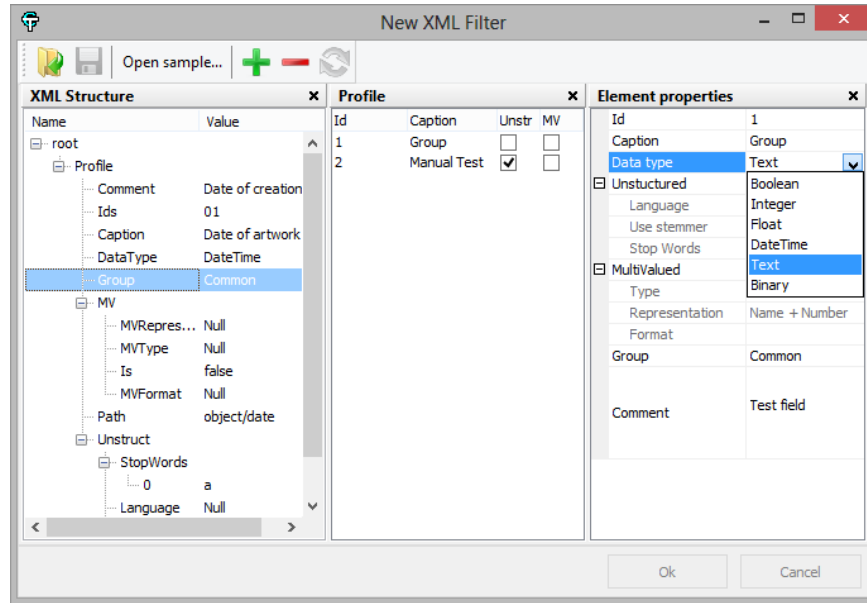 New XML Filter
Open sample...
XML Structure
Name Value
root
Profile
Comment Date of creation
Ids 01
Caption Date of artwork
DataType DateTime
Group Common
MV
MVRepres... Null
MVType Null
Is false
MVFormat Null
Path object/date
Unstruct
StopWords
0 a
Language Null
Profile
Id Caption Unstr MV
1 Group
2 Manual Test
Element properties
Id 1
Caption Group
Data type Text
Boolean
Integer
Float
DateTime
Text
Binary
Unstuctured
Language
Use stemmer
Stop Words
MultiValued
Type
Representation Name + Number
Format
Group Common
Comment Test field
Ok Cancel